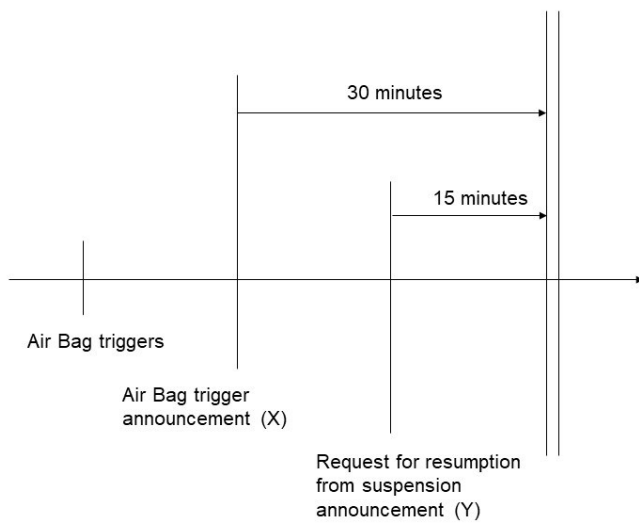 30 minutes
15 minutes
Air Bag triggers
Air Bag trigger
announcement (X)
Request for resumption
from suspension
announcement (Y)